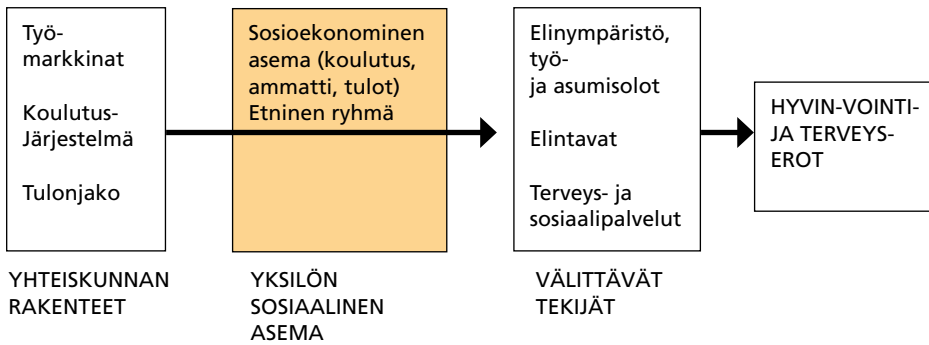 Työ-
markkinat
Koulutus-
Järjestelmä
Tulonjako
YHTEISKUNNAN
RAKENTEET
Sosioekonominen
asema (koulutus,
ammatti, tulot)
Etninen ryhmä
YKSILÖN
SOSIAALINEN
ASEMA
Elinympäristö,
työ-
ja asumisolot
Elintavat
Terveys- ja
sosiaalipalvelut
VÄLITTÄVÄT
TEKIJÄT
HYVIN-VOINTI-
JA TERVEYS-
EROT